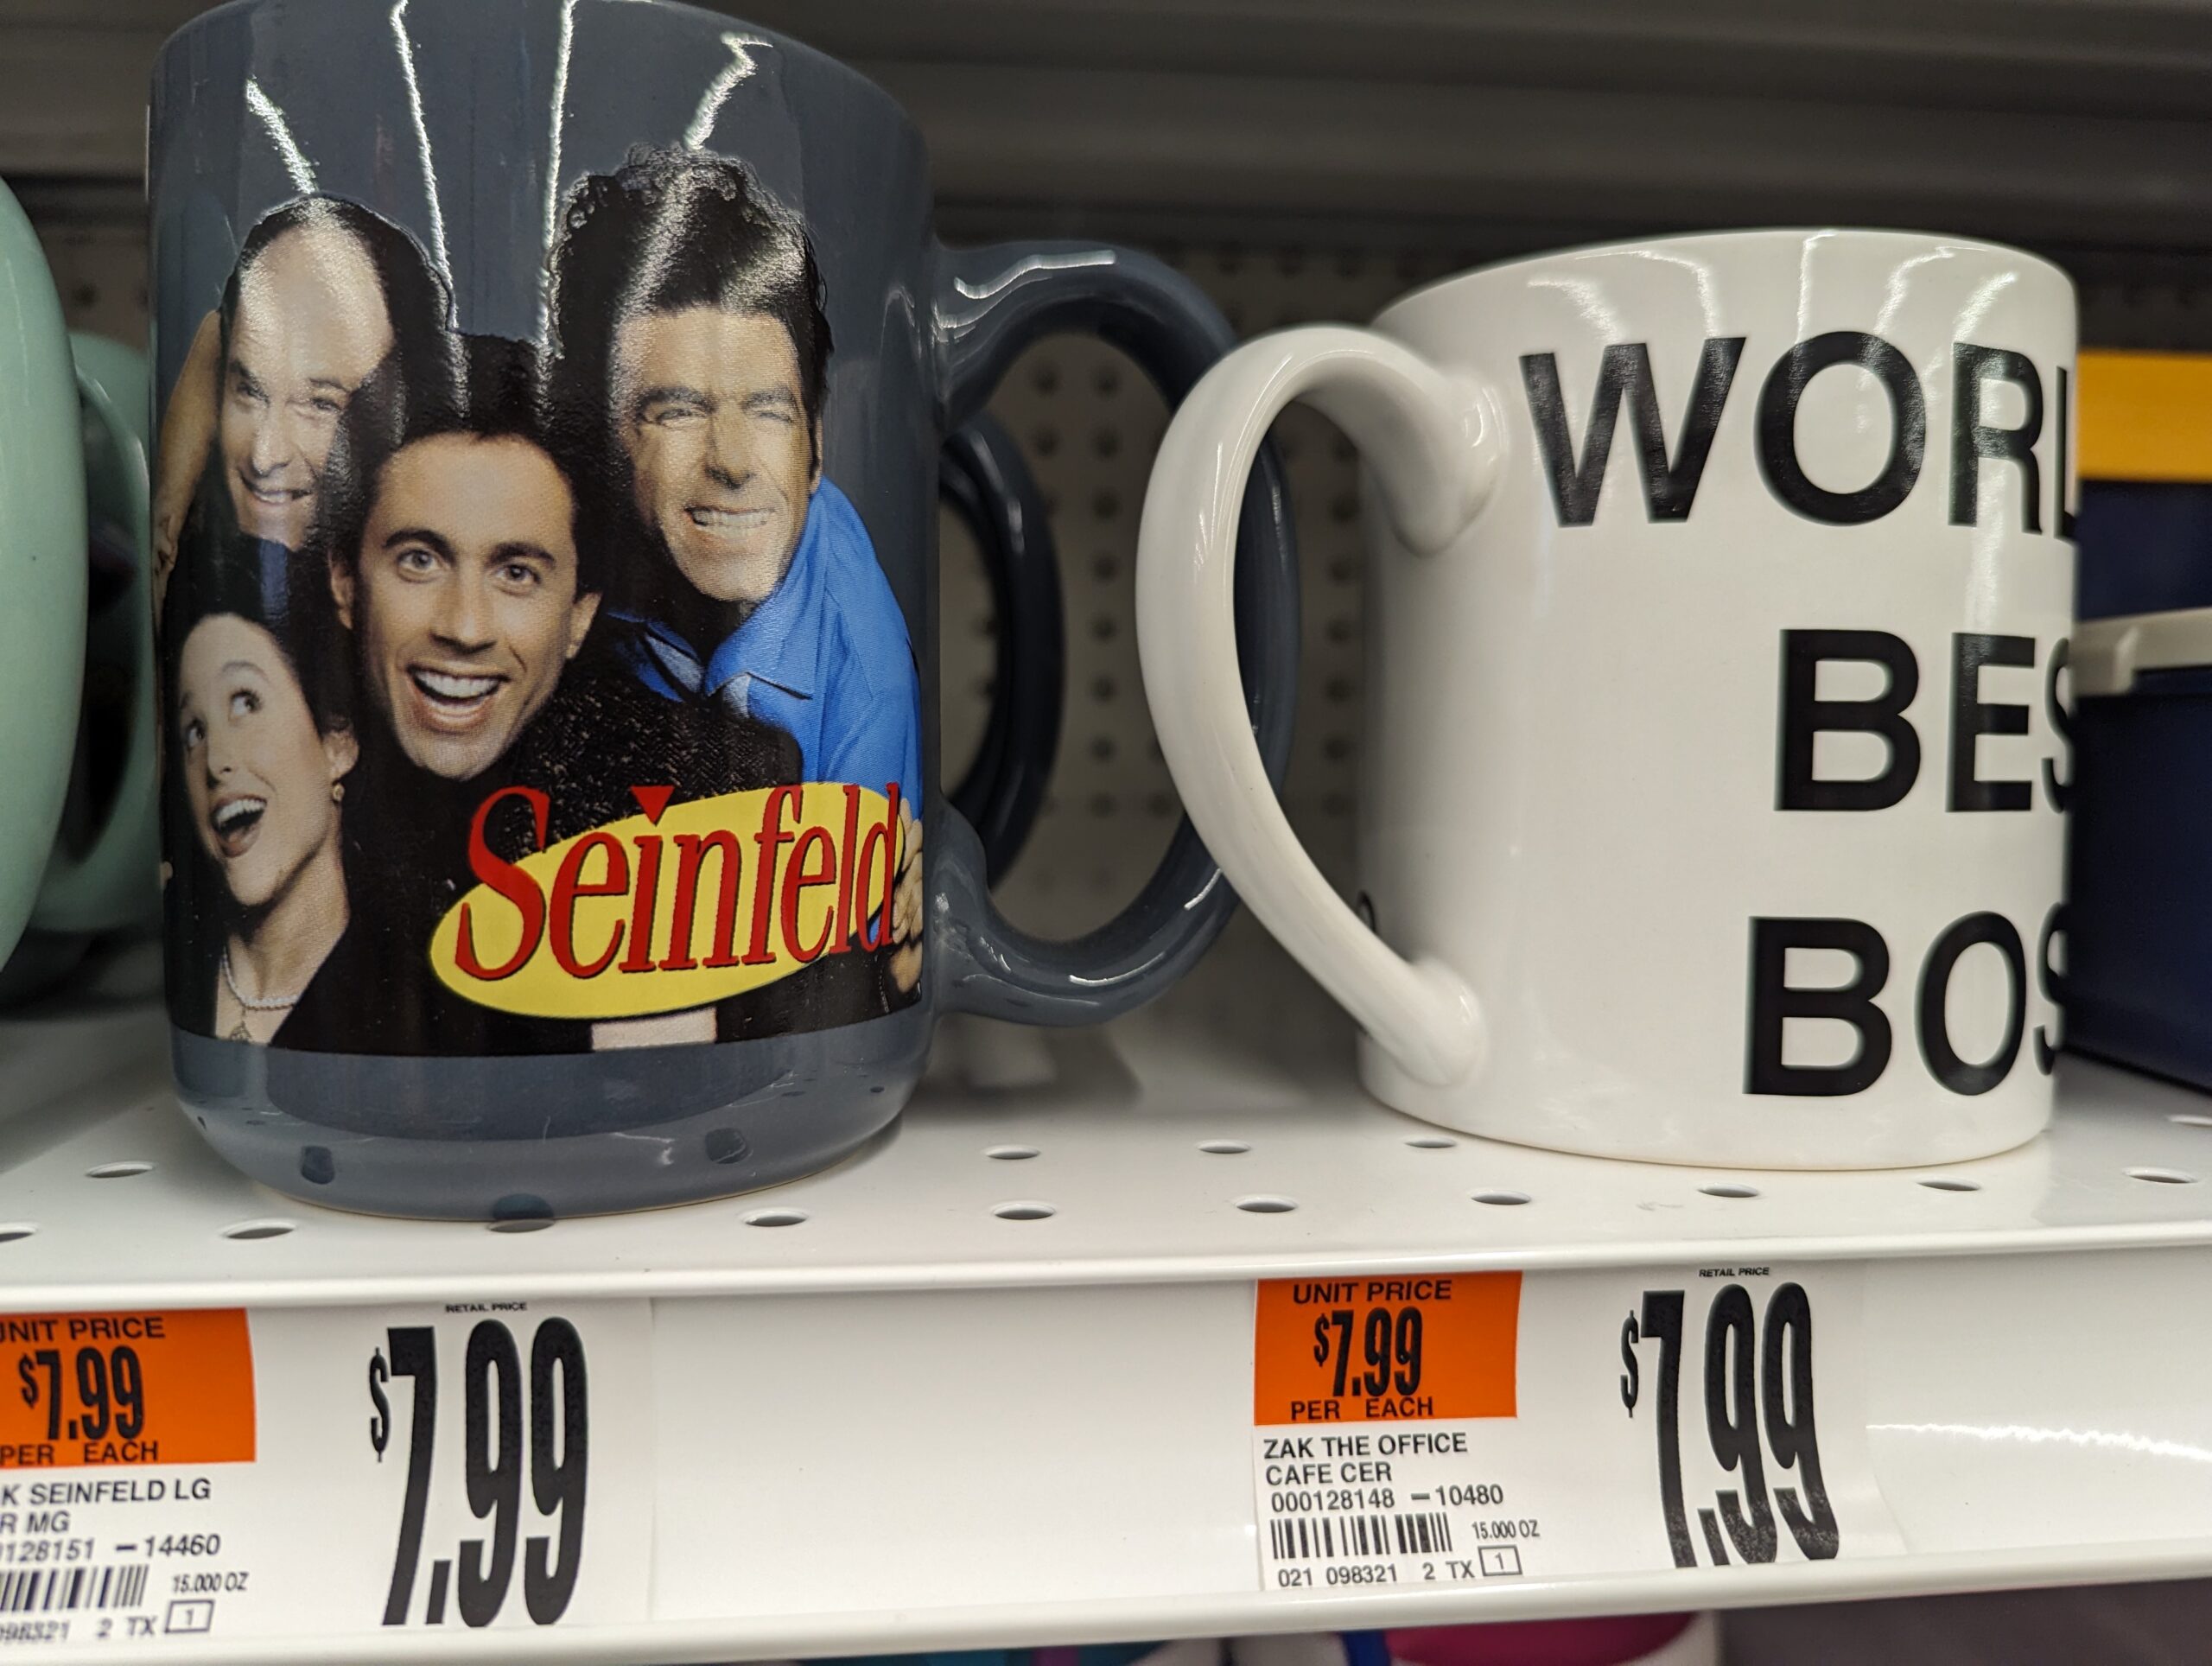 Seinfeld
WORL
BES
BOS
UNIT PRICE
$7.99
PER EACH
K SEINFELD LG
R MG
128151 -14460
15.000 OZ
098321 2 TX 1
RETAIL PRICE
$7.99
UNIT PRICE
$7.99
PER EACH
ZAK THE OFFICE
CAFE CER
000128148 -10480
15.000 OZ
021 098321 2 TX 1
RETAIL PRICE
$7.99